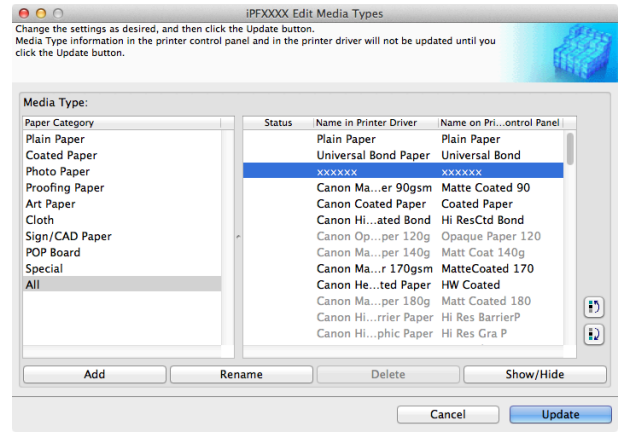 iPFXXXX Edit Media Types
Change the settings as desired, and then click the Update button.
Media Type information in the printer control panel and in the printer driver will not be updated until you
click the Update button.
Media Type:
Paper Category
Plain Paper
Coated Paper
Photo Paper
Proofing Paper
Art Paper
Cloth
Sign/CAD Paper
POP Board
Special
All
Status Name in Printer Driver Name on Pri...ontrol Panel
Plain Paper Plain Paper
Universal Bond Paper Universal Bond
xxxxxx xxxxxx
Canon Ma...er 90gsm Matte Coated 90
Canon Coated Paper Coated Paper
Canon Hi...ated Bond Hi ResCtd Bond
Canon Op...per 120g Opaque Paper 120
Canon Ma...per 140g Matt Coat 140g
Canon Ma...r 170gsm MatteCoated 170
Canon He...ted Paper HW Coated
Canon Ma...per 180g Matt Coated 180
Canon Hi...rrier Paper Hi Res BarrierP
Canon Hi...phic Paper Hi Res Gra P
Add Rename Delete Show/Hide
Cancel Update